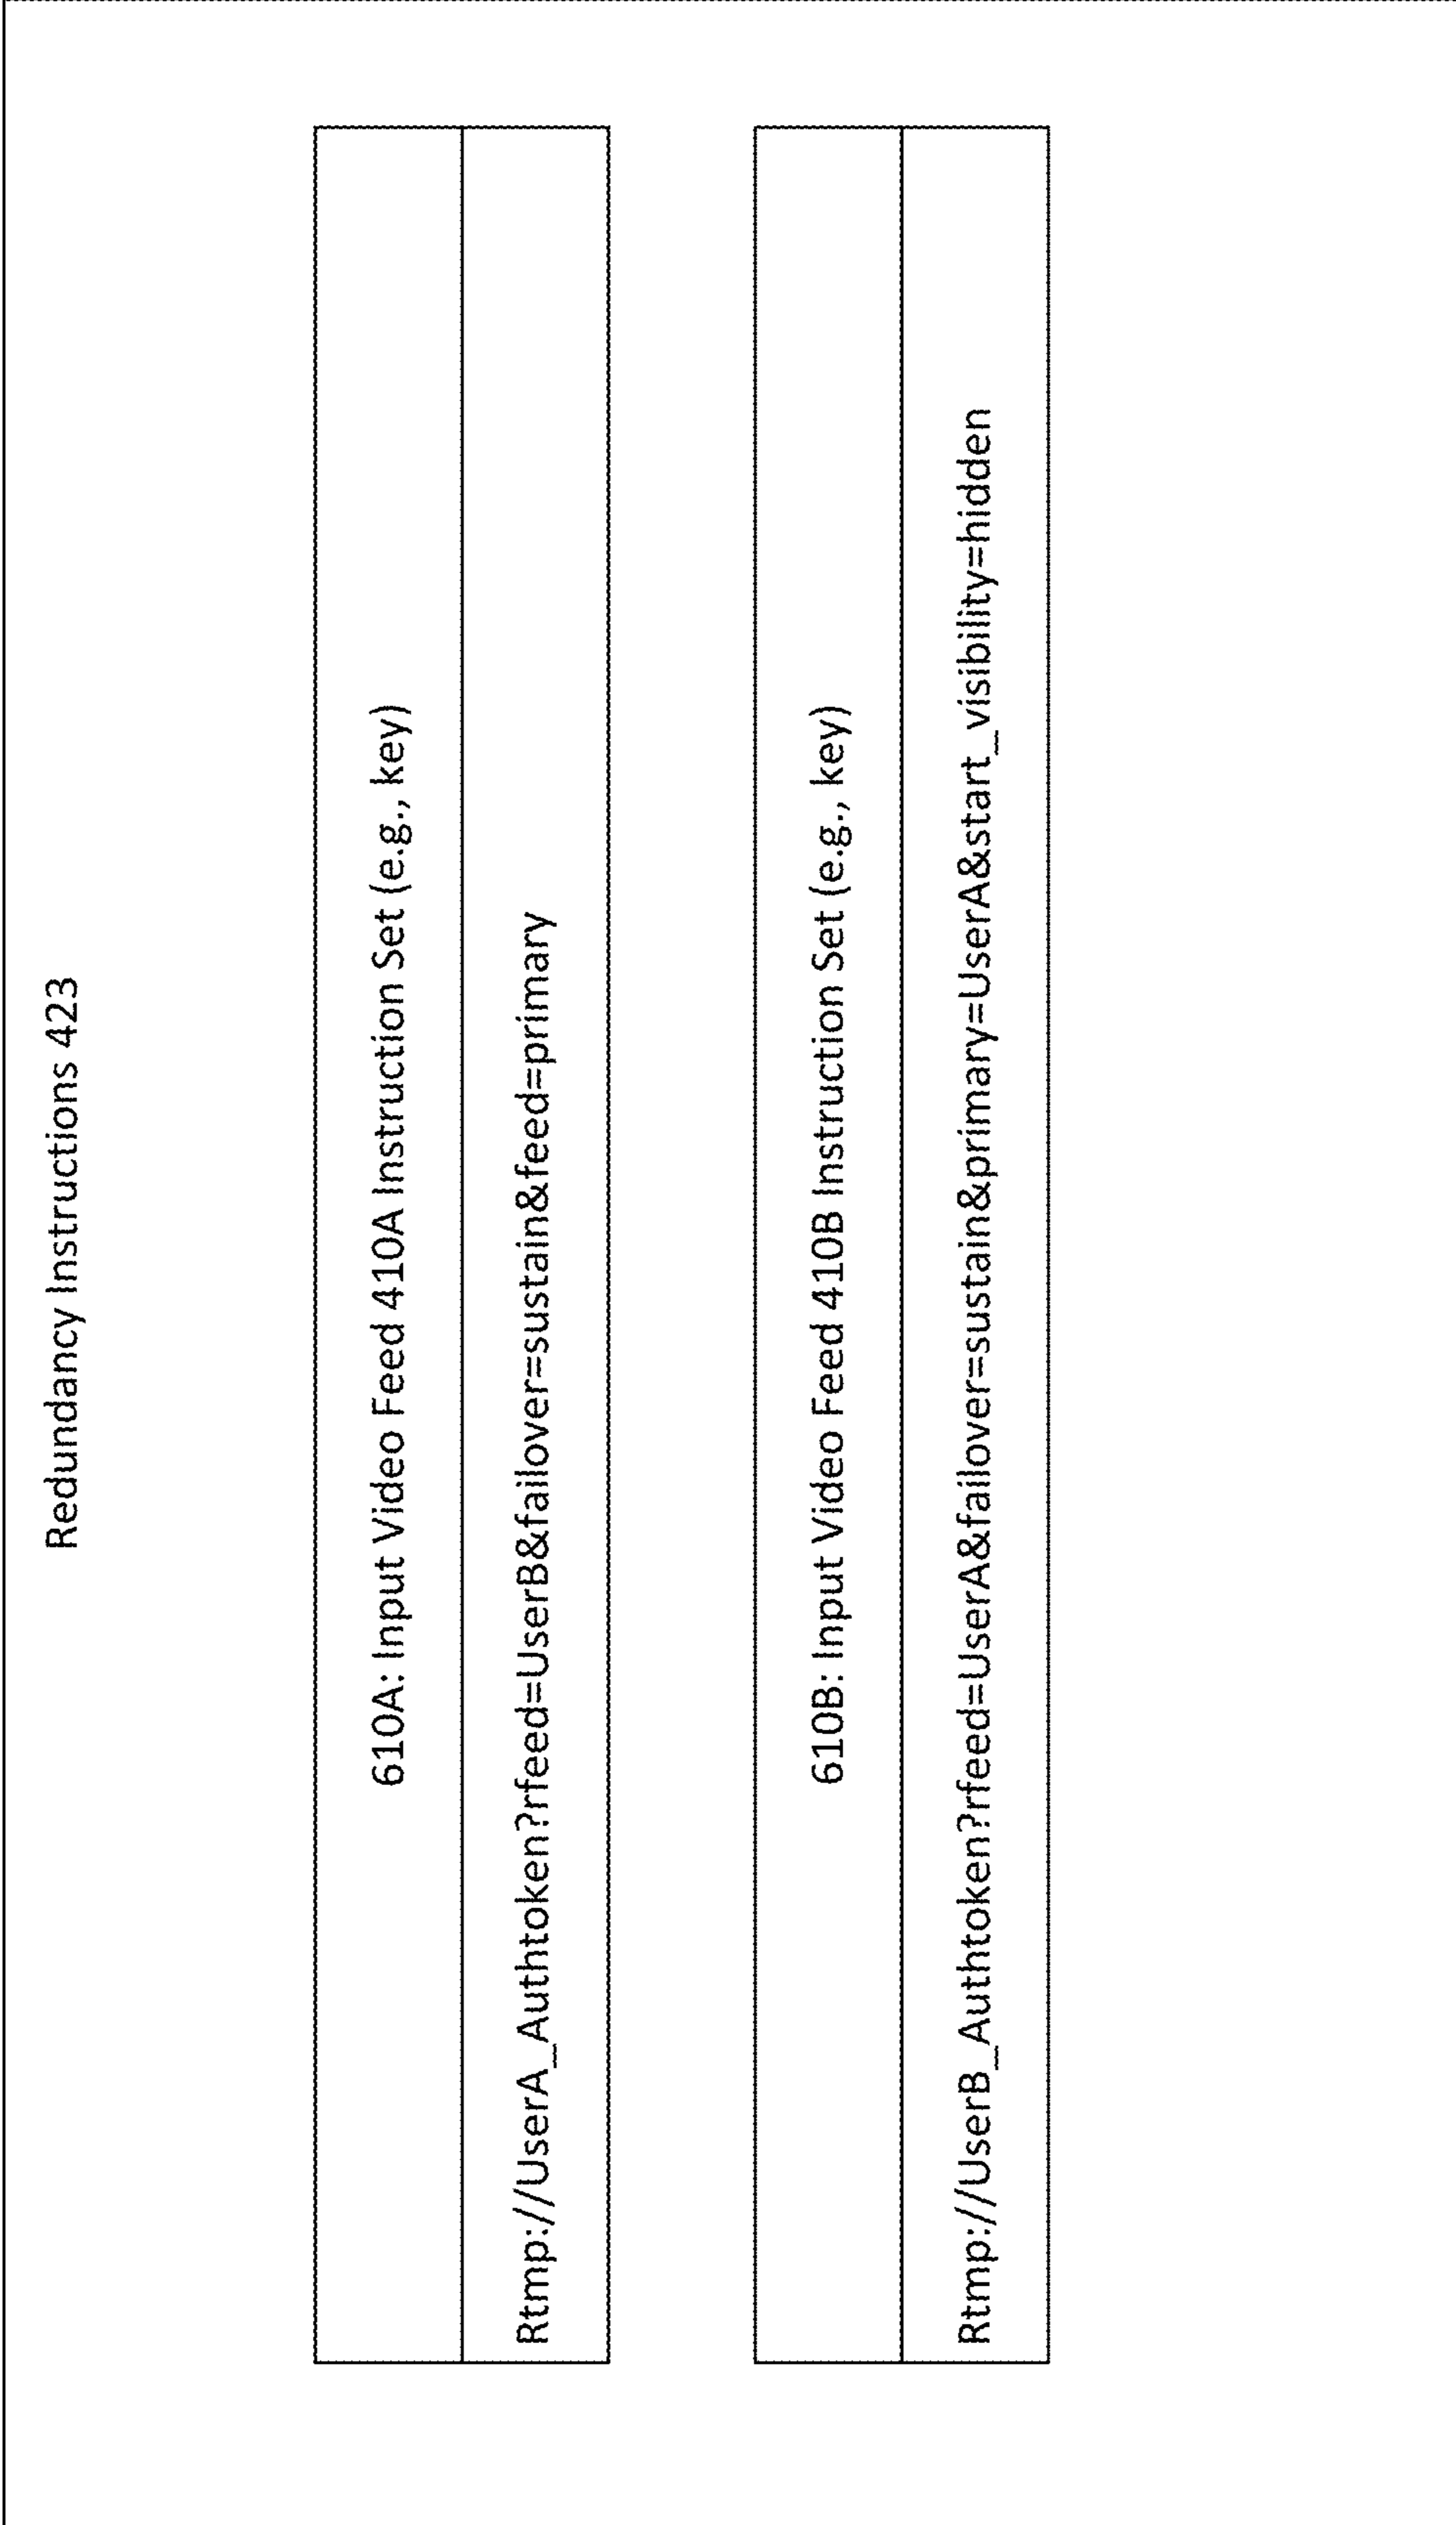 Redundancy Instructions 423
610A: Input Video Feed 410A Instruction Set (e.g., key)
Rtmp://UserA_Authtoken?rfeed=UserB&failover=sustain&feed=primary
610B: Input Video Feed 410B Instruction Set (e.g., key)
Rtmp://UserB_Authtoken?rfeed=UserA&failover=sustain&primary=UserA&start_visibility=hidden